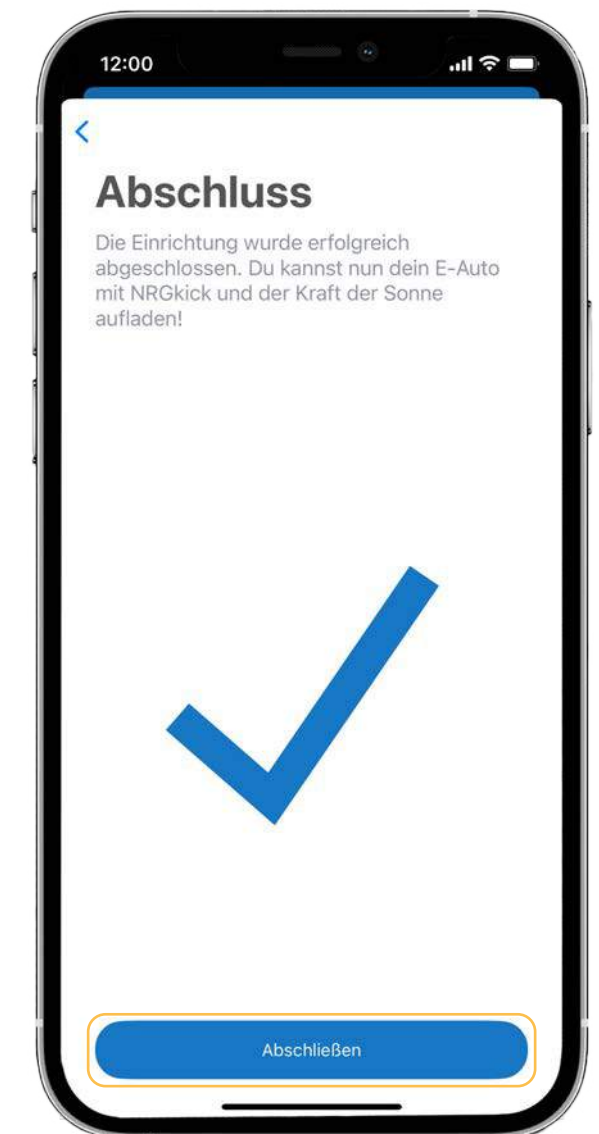 12:00
Abschluss
Die Einrichtung wurde erfolgreich
abgeschlossen. Du kannst nun dein E-Auto
mit NRGkick und der Kraft der Sonne
aufladen!
Abschließen